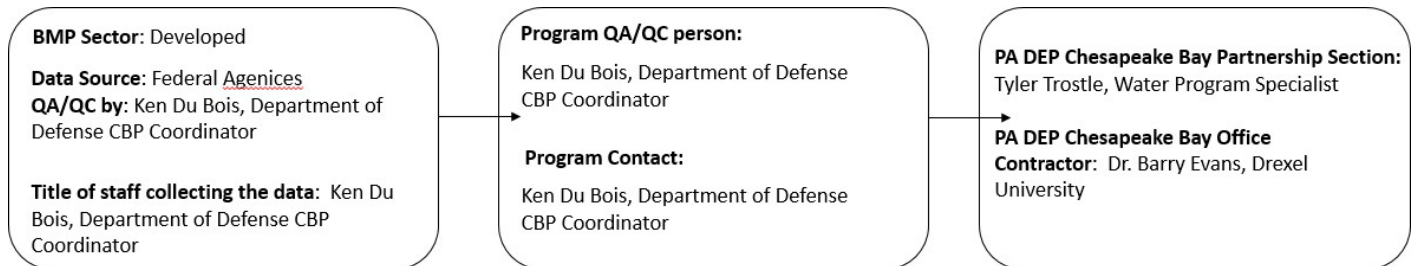 BMP Sector: Developed
Data Source: Federal Agenices
QA/QC by: Ken Du Bois, Department of
Defense CBP Coordinator
Title of staff collecting the data: Ken Du
Bois, Department of Defense CBP
Coordinator
Program QA/QC person:
Ken Du Bois, Department of Defense
CBP Coordinator
Program Contact:
Ken Du Bois, Department of Defense
CBP Coordinator
PA DEP Chesapeake Bay Partnership Section:
Tyler Trostle, Water Program Specialist
PA DEP Chesapeake Bay Office
Contractor: Dr. Barry Evans, Drexel
University